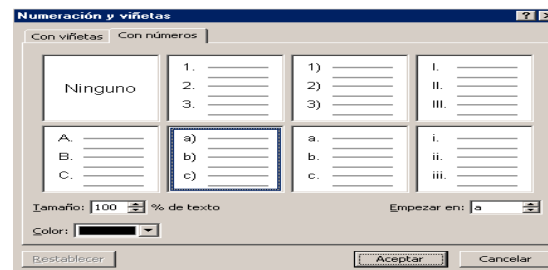 Numeración y viñetas
Con viñetas Con números
Ninguno
1.
2.
3.
1)
2)
3)
I.
II.
III.
A.
B.
C.
a)
b)
c)
a.
b.
c.
i.
ii.
iii.
Tamaño: 100 % de texto Empezar en: a
Color:
Restablecer Aceptar Cancelar